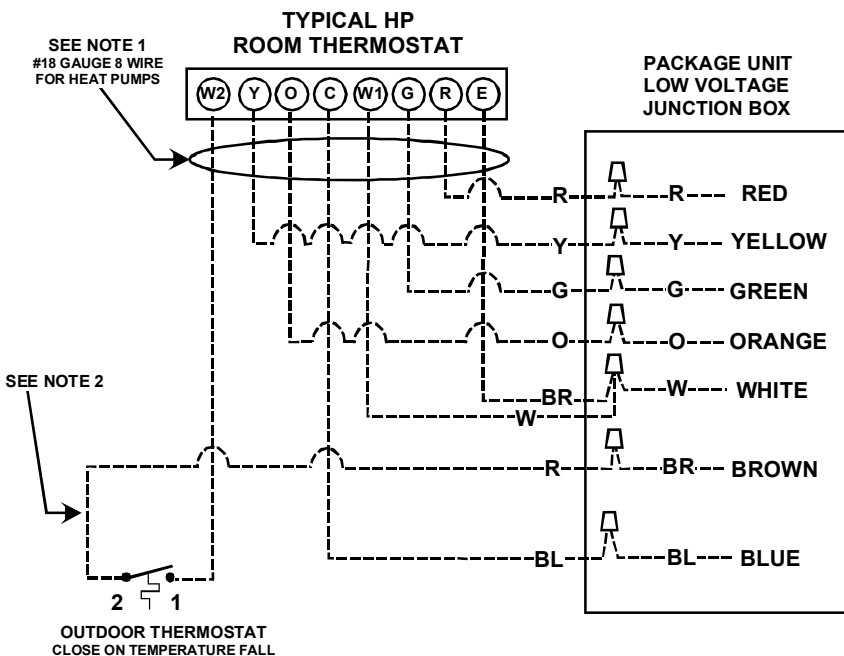 TYPICAL HP
ROOM THERMOSTAT
SEE NOTE 1
#18 GAUGE 8 WIRE
FOR HEAT PUMPS
PACKAGE UNIT
LOW VOLTAGE
JUNCTION BOX
W2 Y O C W1 G R E
R R RED
Y Y YELLOW
G G GREEN
O O ORANGE
BR W WHITE
W
SEE NOTE 2
R BR BROWN
BL BL BLUE
2 1
OUTDOOR THERMOSTAT
CLOSE ON TEMPERATURE FALL